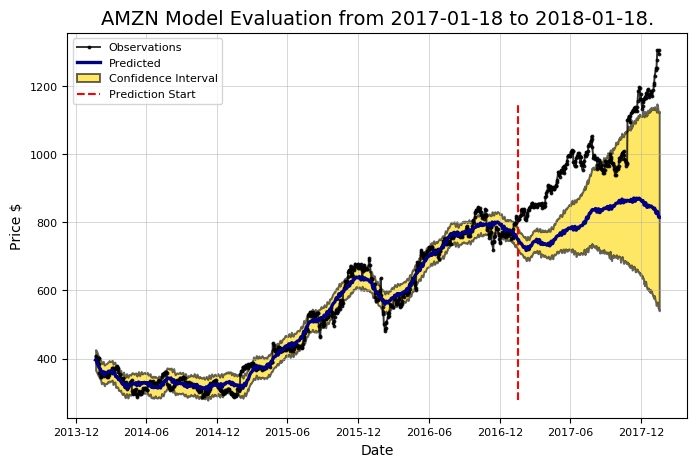 AMZN Model Evaluation from 2017-01-18 to 2018-01-18.
Observations
Predicted
Confidence Interval
Prediction Start
Price $
1200
1000
800
600
400
2013-12 2014-06 2014-12 2015-06 2015-12 2016-06 2016-12 2017-06 2017-12
Date